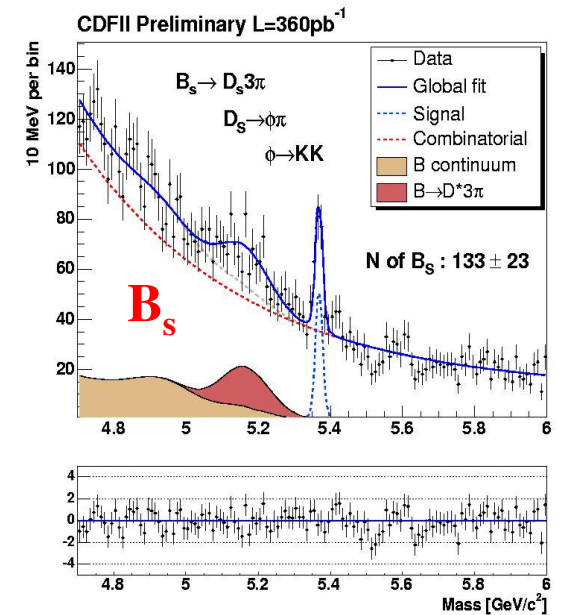 CDFII Preliminary L=360pb⁻¹
10 MeV per bin
140
120
100
80
60
40
20
Bₛ→ Dₛ3π
D_S→ϕπ
ϕ→KK
Data
Global fit
Signal
Combinatorial
B continuum
B→D*3π
N of B_S : 133 ± 23
Bₛ
4.8 5 5.2 5.4 5.6 5.8 6
4
2
0
-2
-4
4.8 5 5.2 5.4 5.6 5.8 6
Mass [GeV/c²]